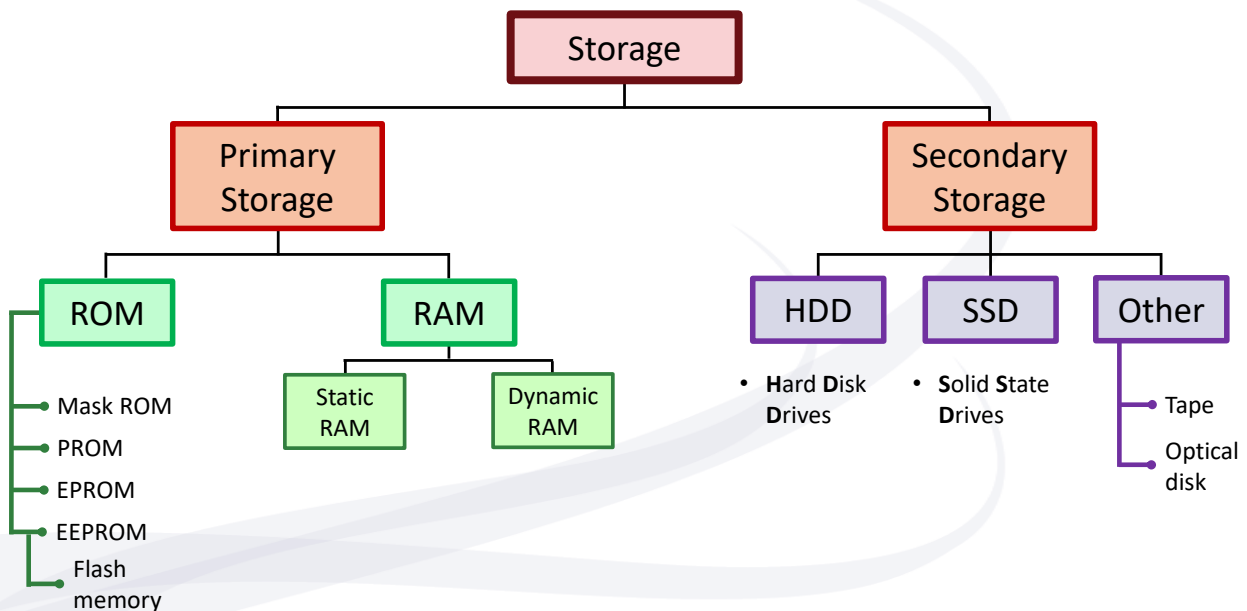 Storage
Primary
Storage
Secondary
Storage
ROM
RAM
HDD
SSD
Other
Mask ROM
PROM
EPROM
EEPROM
Flash
memory
Static
RAM
Dynamic
RAM
• Hard Disk
Drives
• Solid State
Drives
Tape
Optical
disk